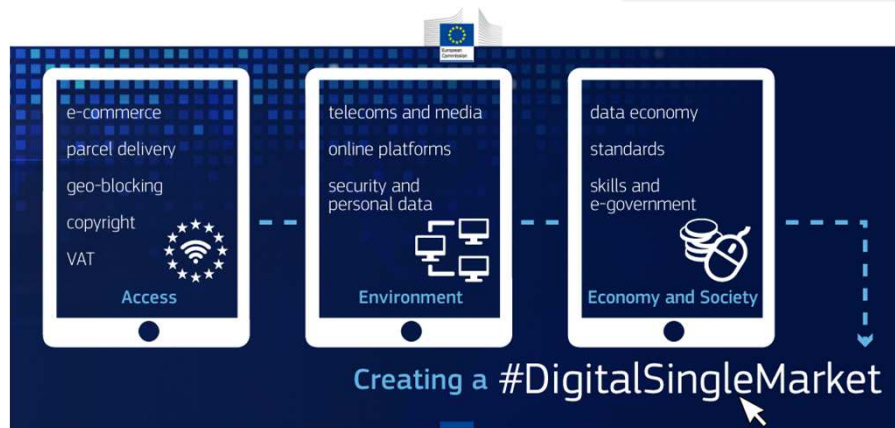 European
Commission
e-commerce
parcel delivery
geo-blocking
copyright
VAT
Access
telecoms and media
online platforms
security and
personal data
Environment
data economy
standards
skills and
e-government
Economy and Society
Creating a #DigitalSingleMarket